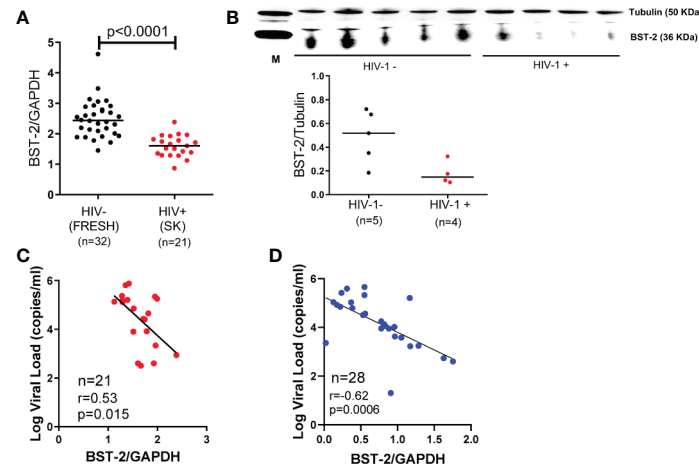 A
p<0.0001
BST-2/GAPDH
5
4
3
2
1
0
HIV-
(FRESH)
(n=32)
HIV+
(SK)
(n=21)
B
Tubulin (50 KDa)
BST-2 (36 KDa)
M
HIV-1 -
HIV-1 +
BST-2/Tubulin
1.0
0.8
0.6
0.4
0.2
0.0
HIV-1-
(n=5)
HIV-1 +
(n=4)
C
Log Viral Load (copies/ml)
6
4
2
0
n=21
r=0.53
p=0.015
0
1
2
3
BST-2/GAPDH
D
Log Viral Load (copies/ml)
6
4
2
0
n=28
r=-0.62
p=0.0006
0.0
0.5
1.0
1.5
2.0
BST-2/GAPDH